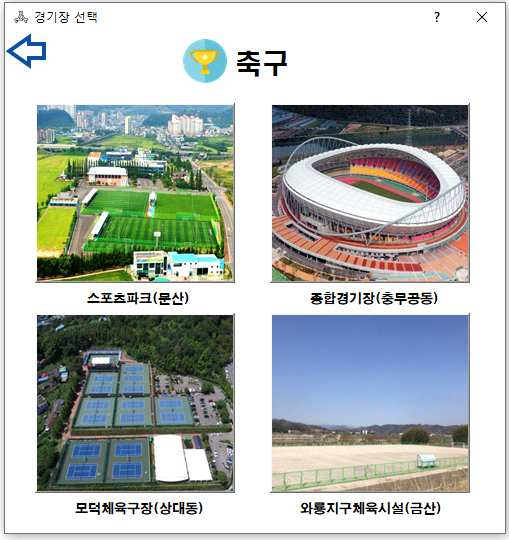 경기장 선택
축구
스포츠파크(문산)
종합경기장(충무공동)
모덕체육구장(상대동)
와룡지구체육시설(금산)